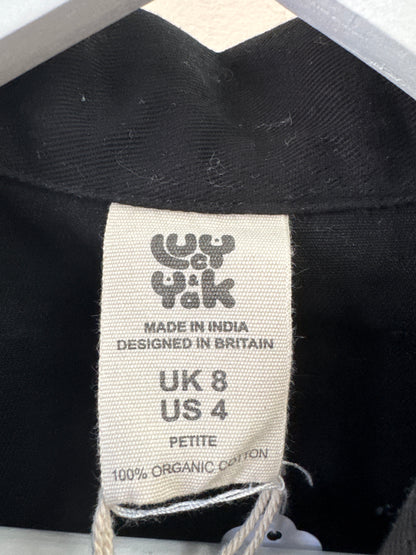 Lucy
&
Yak
MADE IN INDIA
DESIGNED IN BRITAIN
UK 8
US 4
PETITE
100% ORGANIC COTTON